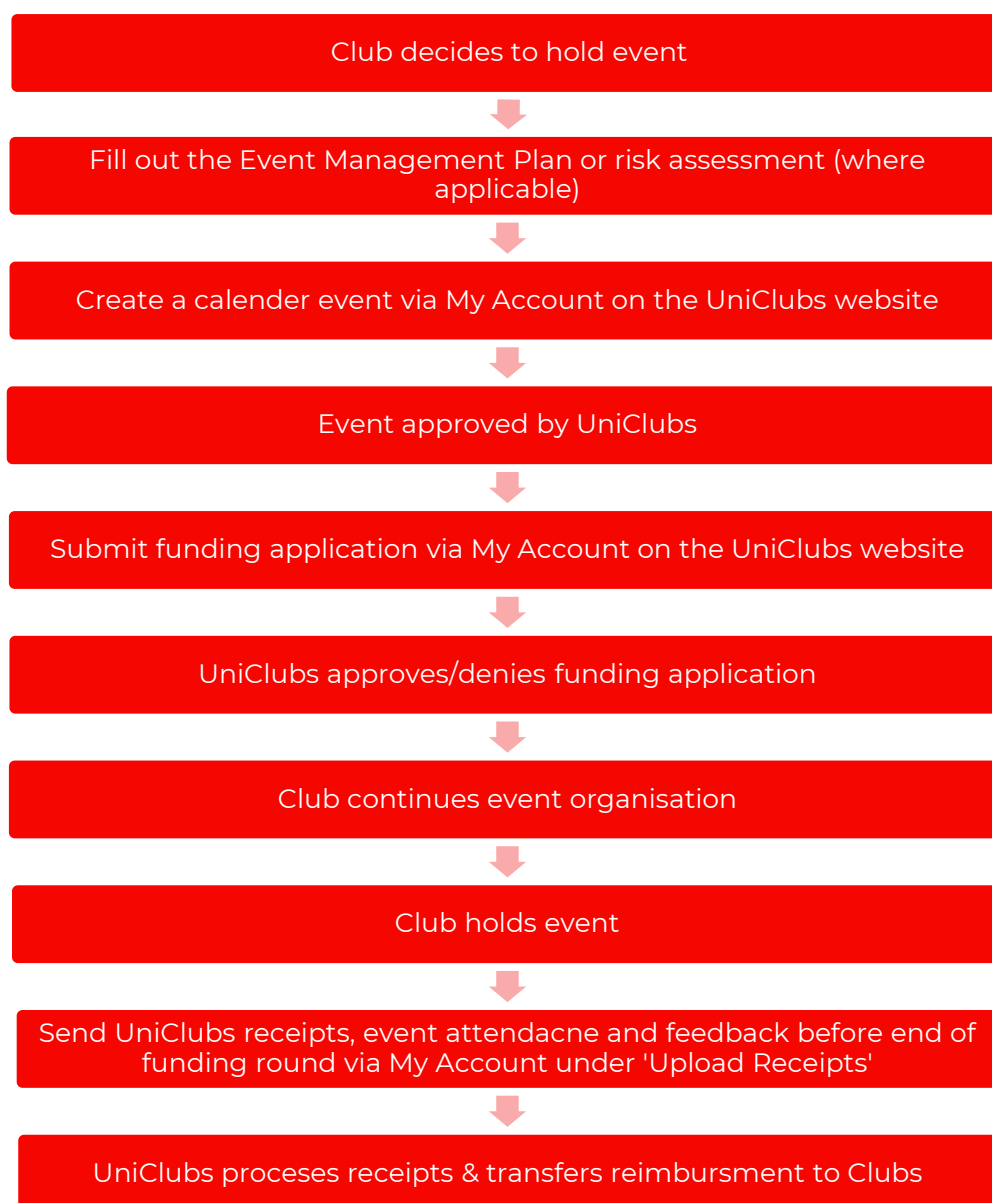 Club decides to hold event
Fill out the Event Management Plan or risk assessment (where
applicable)
Create a calender event via My Account on the UniClubs website
Event approved by UniClubs
Submit funding application via My Account on the UniClubs website
UniClubs approves/denies funding application
Club continues event organisation
Club holds event
Send UniClubs receipts, event attendacne and feedback before end of
funding round via My Account under 'Upload Receipts'
UniClubs proceses receipts & transfers reimbursment to Clubs